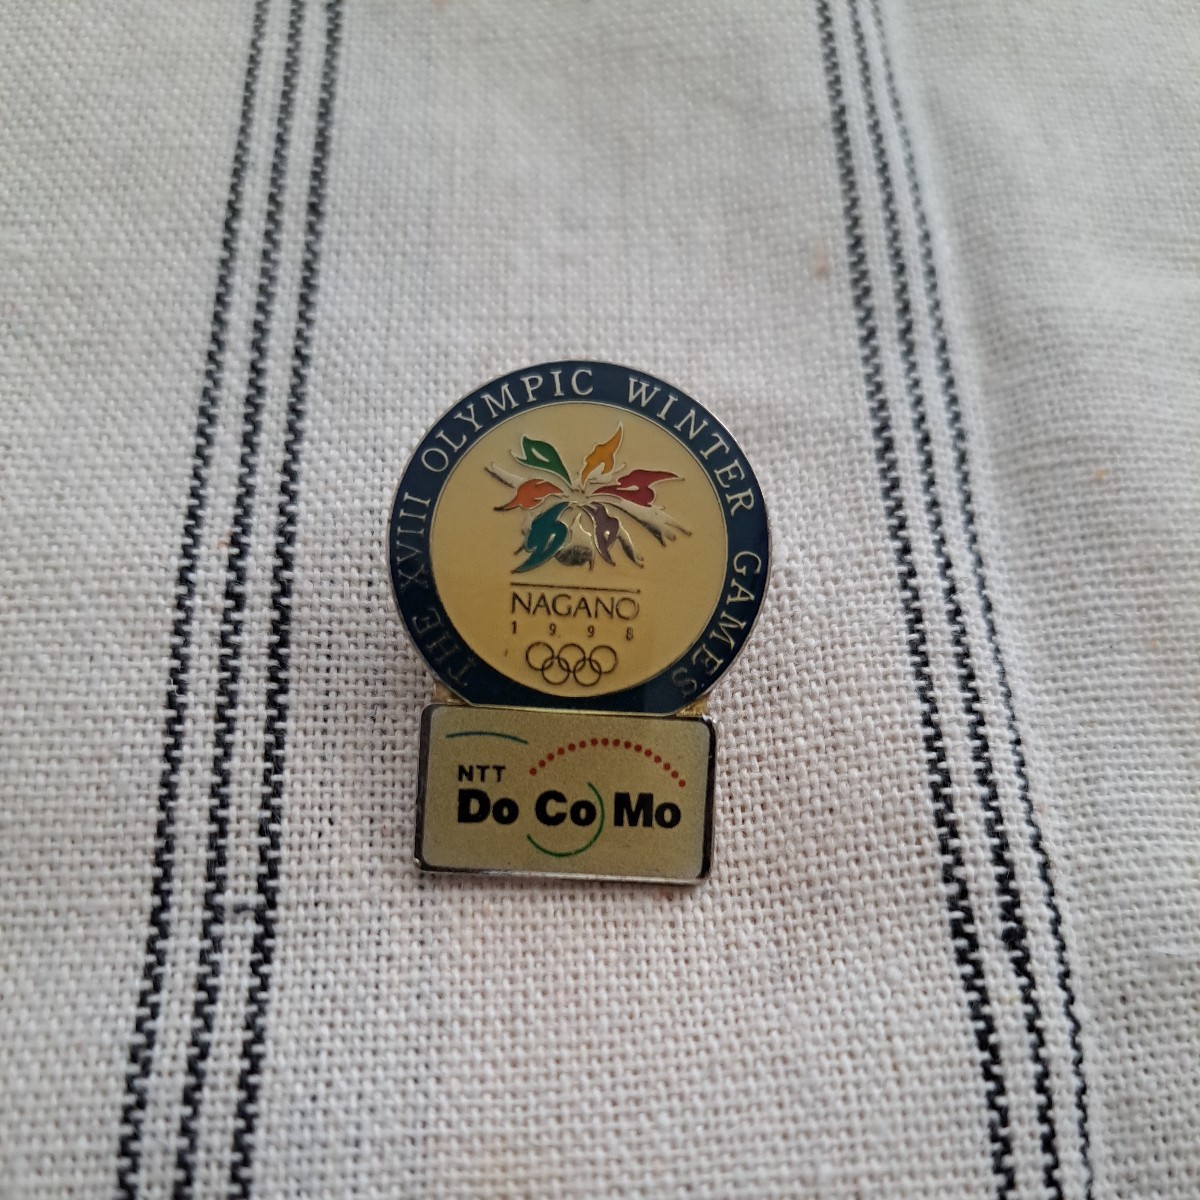 THE XVIII OLYMPIC WINTER GAMES
NAGANO
1998
NTT
Do Co Mo